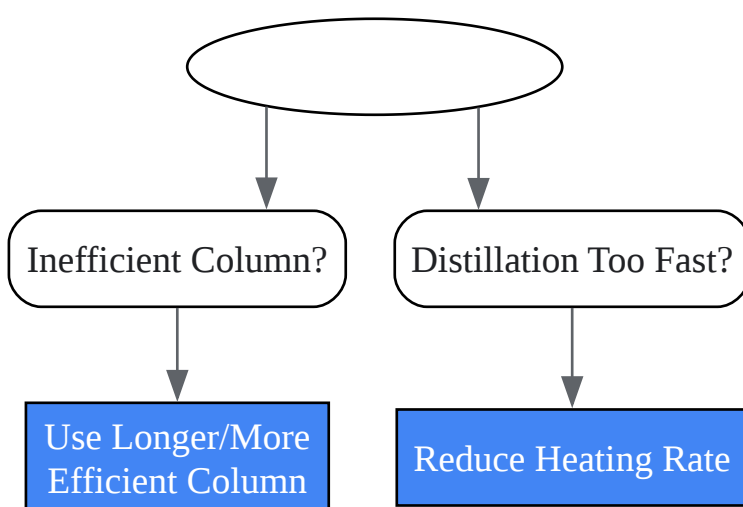 Inefficient Column?
Distillation Too Fast?
Use Longer/More
Efficient Column
Reduce Heating Rate